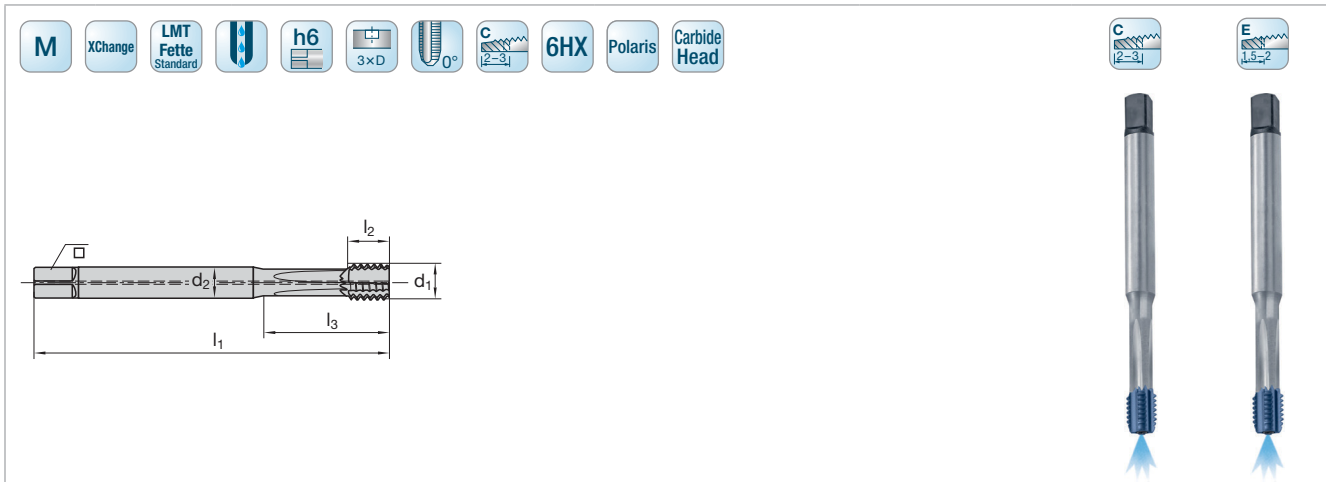 M
XChange
LMT
Fette
Standard
h6
3×D
0°
C
2–3
6HX
Polaris
Carbide
Head
C
2–3
E
1,5–2
l₂
d₂
d₁
l₃
l₁